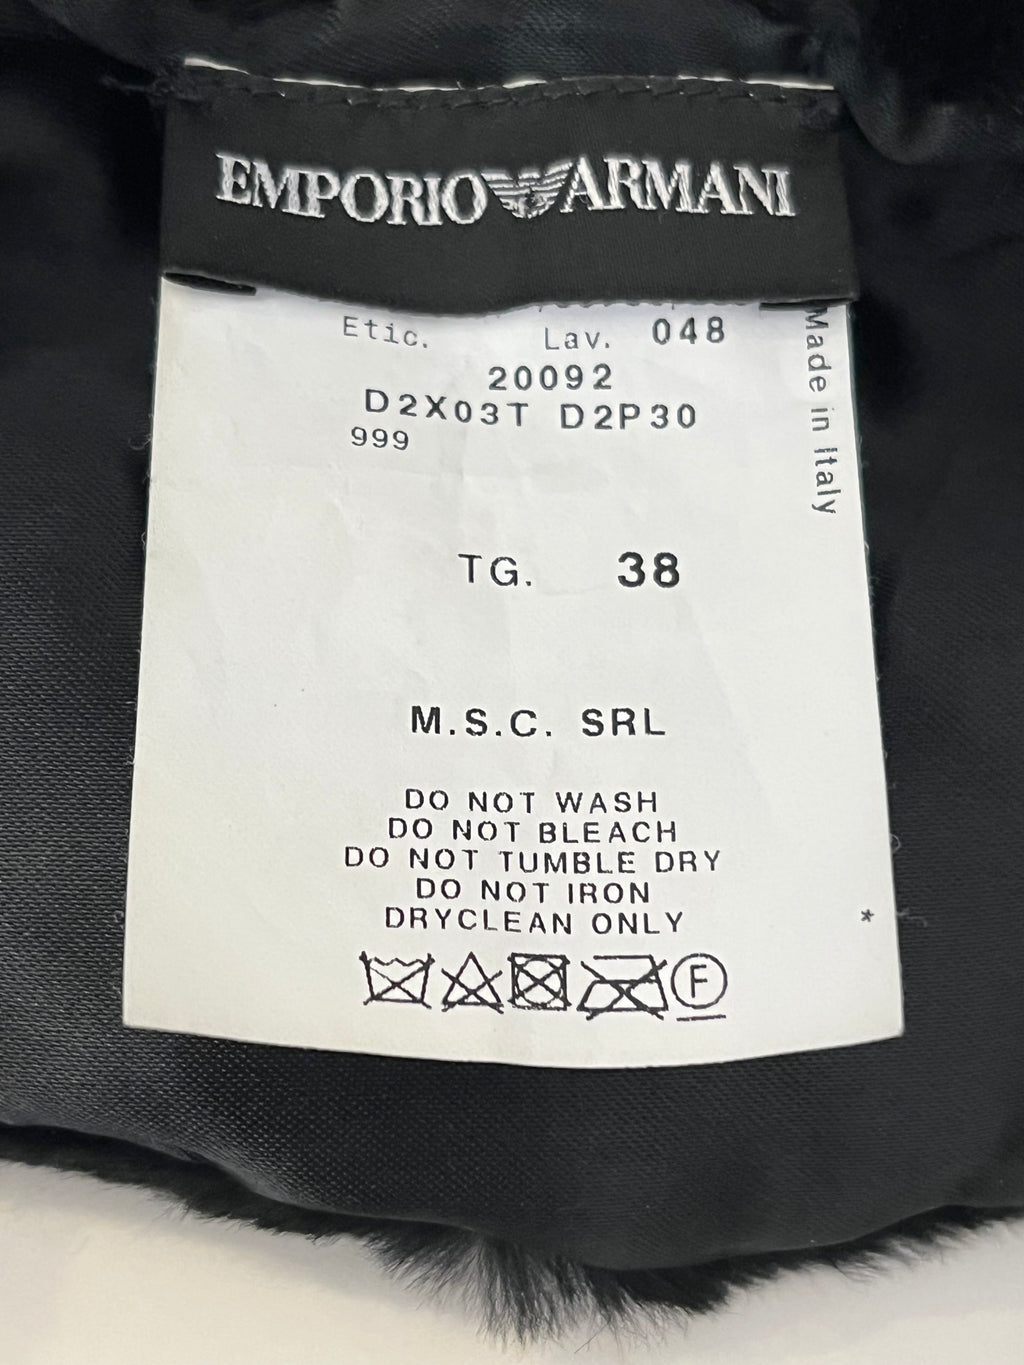 EMPORIO ARMANI
Etic. Lav. 048
20092
D2X03T D2P30
999
Made in Italy
TG. 38
M.S.C. SRL
DO NOT WASH
DO NOT BLEACH
DO NOT TUMBLE DRY
DO NOT IRON
DRYCLEAN ONLY
*
F